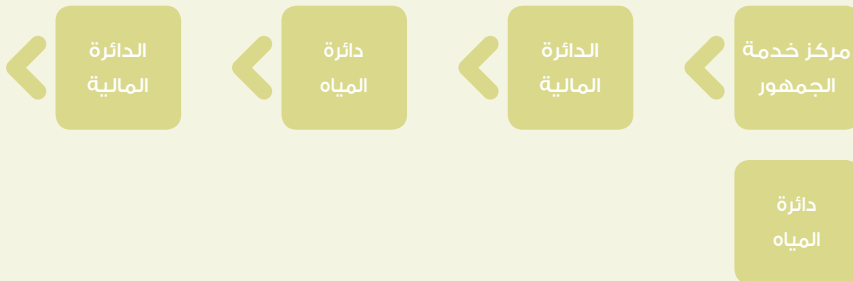 مركز خدمة
الجمهور
الدائرة
المالية
دائرة
المياه
الدائرة
المالية
دائرة
المياه